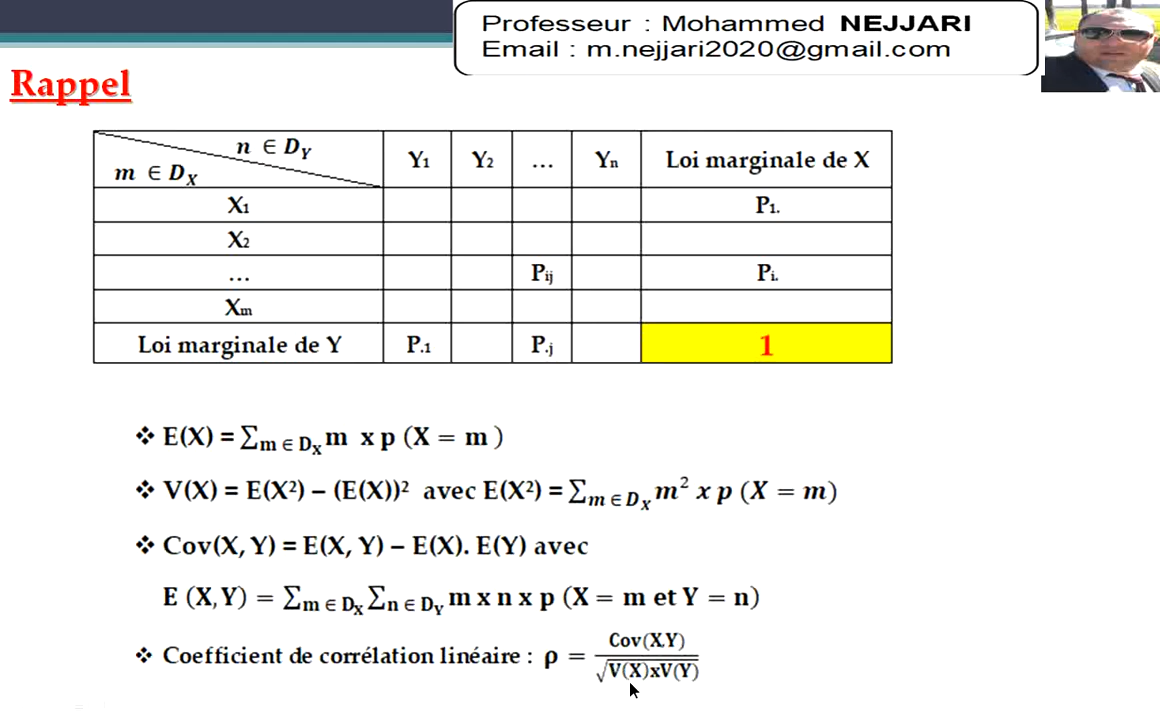 Professeur : Mohammed NEJJARI
Email : m.nejjari2020@gmail.com
Rappel
n ∈ D_Y
m ∈ D_X
Y₁ Y₂ … Yₙ Loi marginale de X
X₁ P₁.
X₂
… Pᵢⱼ Pᵢ.
Xₘ
Loi marginale de Y P.₁ P.ⱼ 1
❖ E(X) = ∑_{m ∈ D_X} m x p (X = m )
❖ V(X) = E(X²) – (E(X))² avec E(X²) = ∑_{m ∈ D_X} m² x p (X = m)
❖ Cov(X, Y) = E(X, Y) – E(X). E(Y) avec
E (X, Y) = ∑_{m ∈ D_X} ∑_{n ∈ D_Y} m x n x p (X = m et Y = n)
❖ Coefficient de corrélation linéaire : ρ = Cov(X,Y) / √V(X)xV(Y)